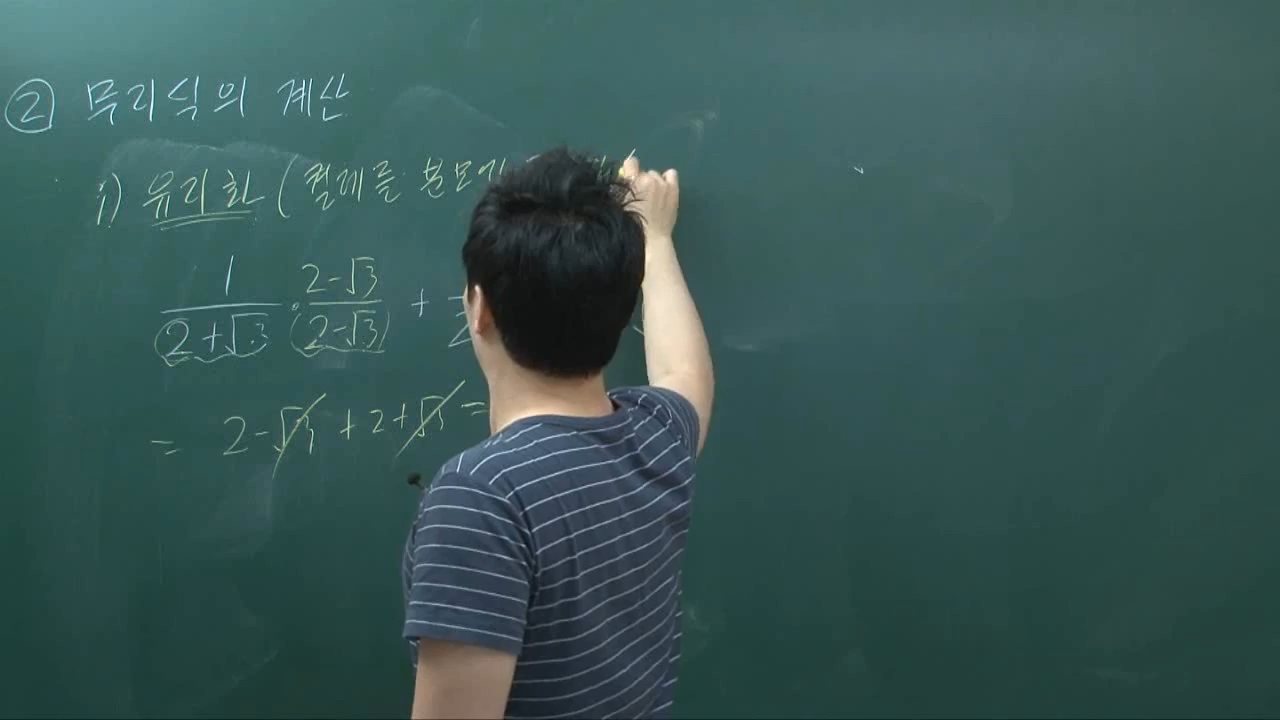 ② 무리식의 계산
i) 유리화 (켤레를 분모에
1/(2+√3) · (2-√3)/(2-√3) + 2
= 2-√3 + 2+√3 =